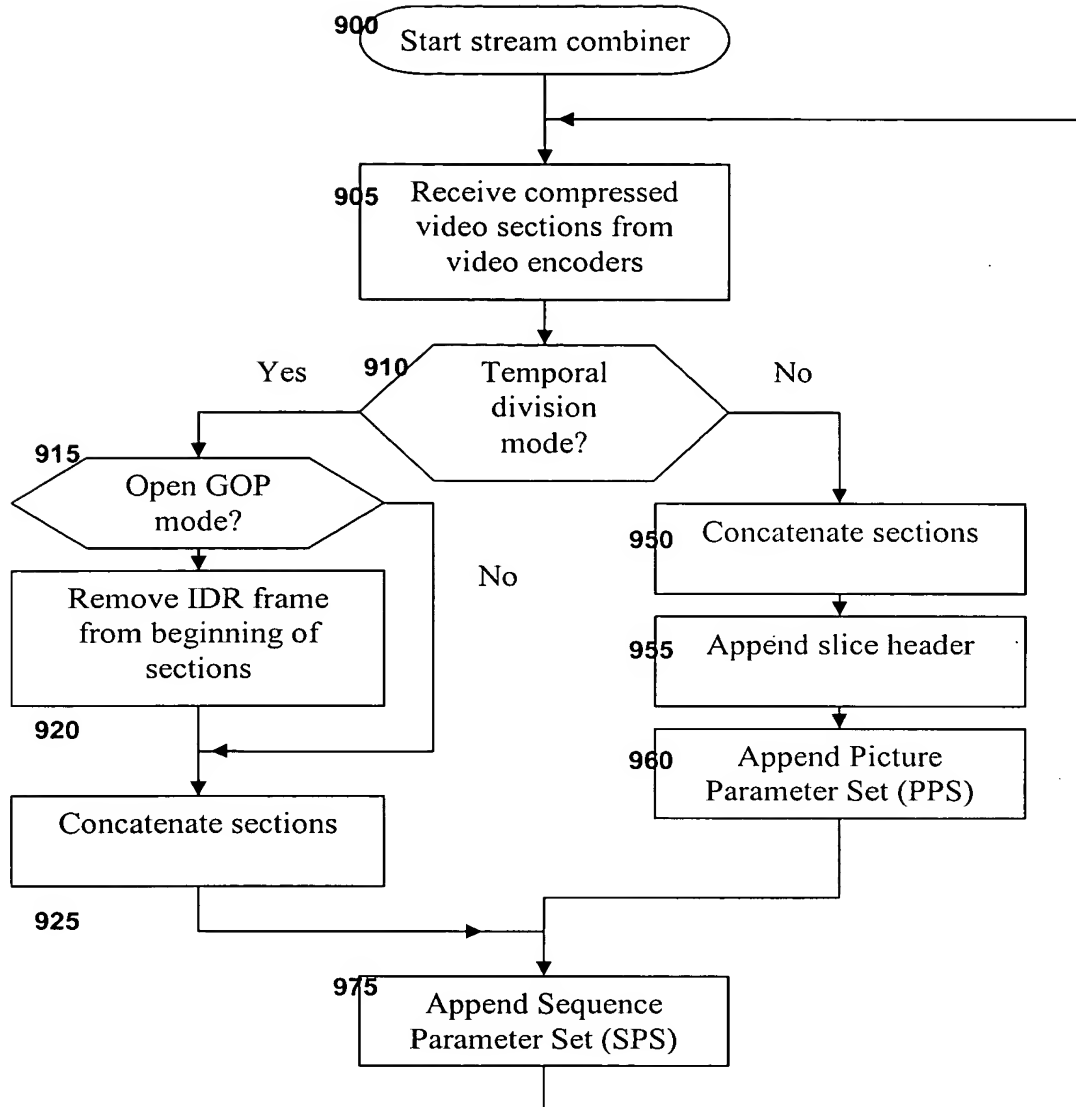 900
Start stream combiner
905
Receive compressed
video sections from
video encoders
910
Temporal
division
mode?
Yes
No
915
Open GOP
mode?
No
Remove IDR frame
from beginning of
sections
920
Concatenate sections
925
950
Concatenate sections
955
Append slice header
960
Append Picture
Parameter Set (PPS)
975
Append Sequence
Parameter Set (SPS)